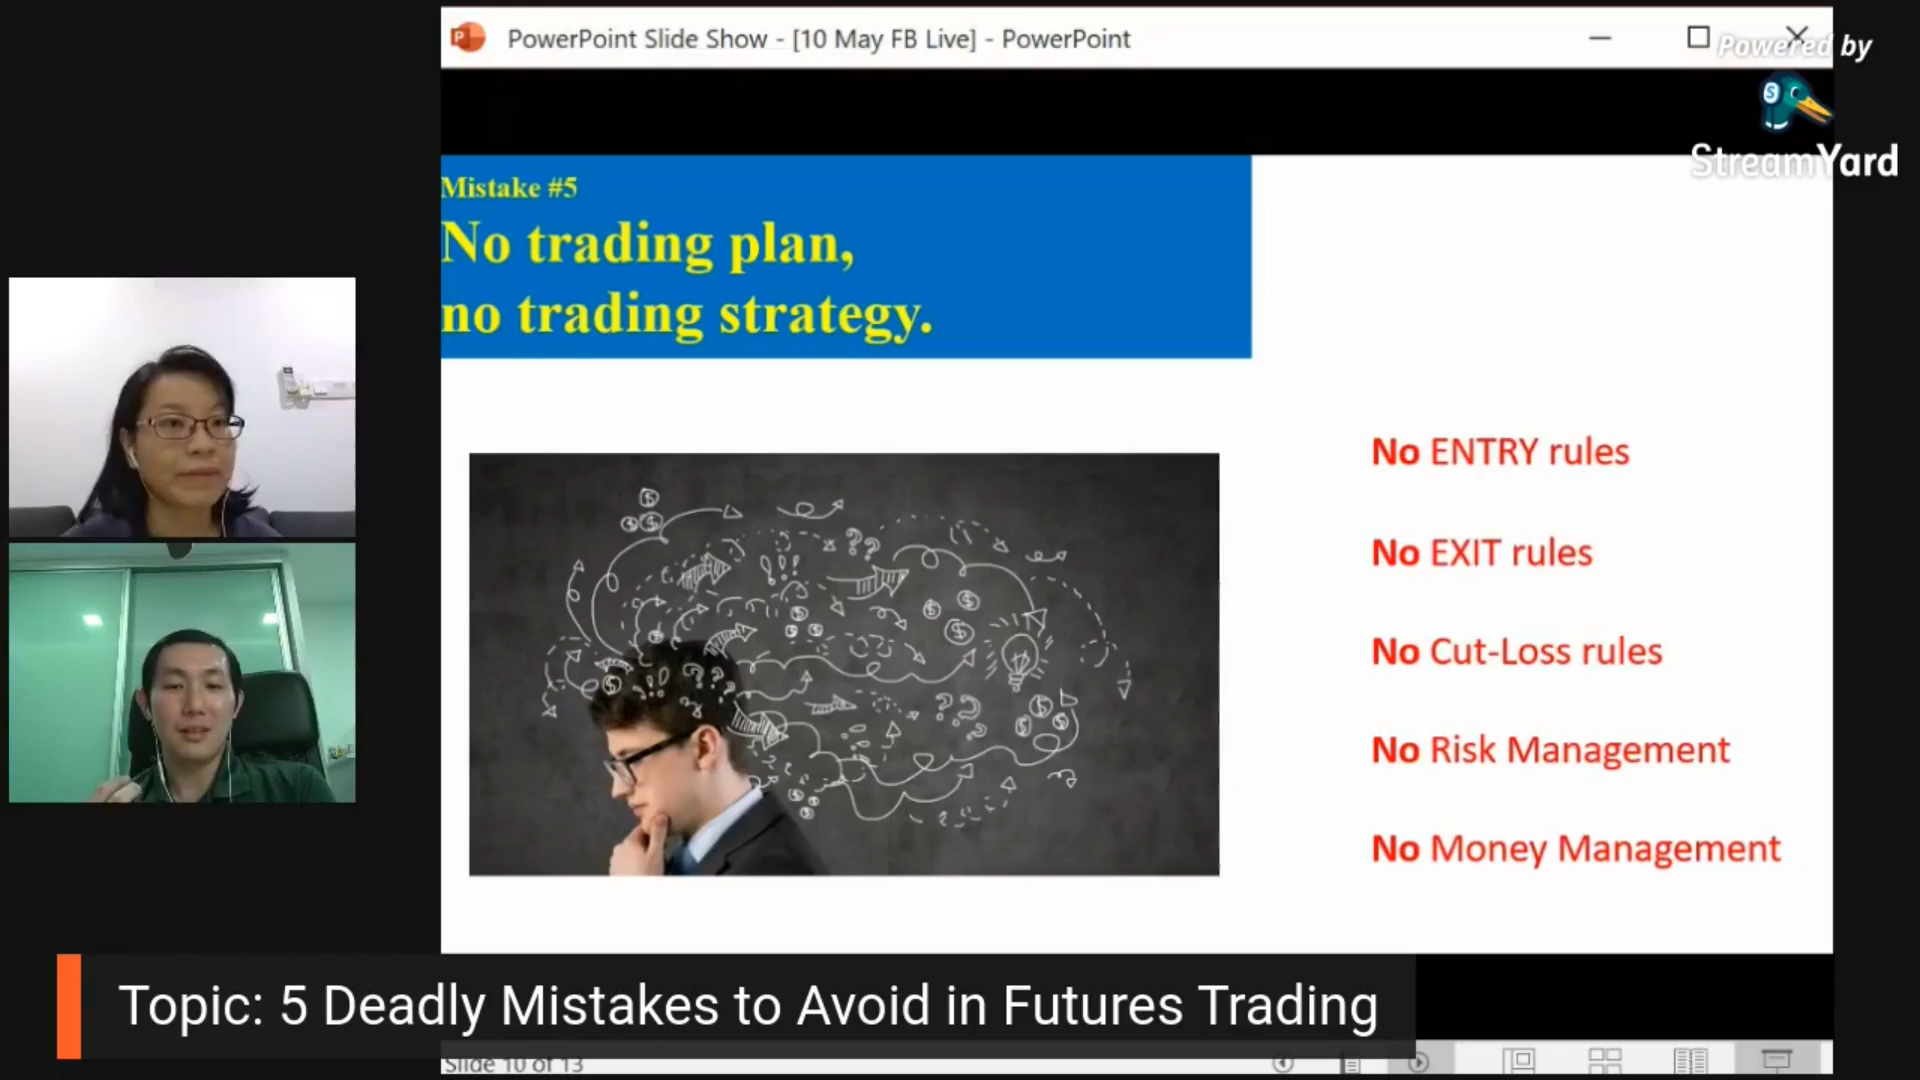 PowerPoint Slide Show - [10 May FB Live] - PowerPoint
Powered by
StreamYard
Mistake #5
No trading plan,
no trading strategy.
No ENTRY rules
No EXIT rules
No Cut-Loss rules
No Risk Management
No Money Management
Topic: 5 Deadly Mistakes to Avoid in Futures Trading
Slide 10 of 13